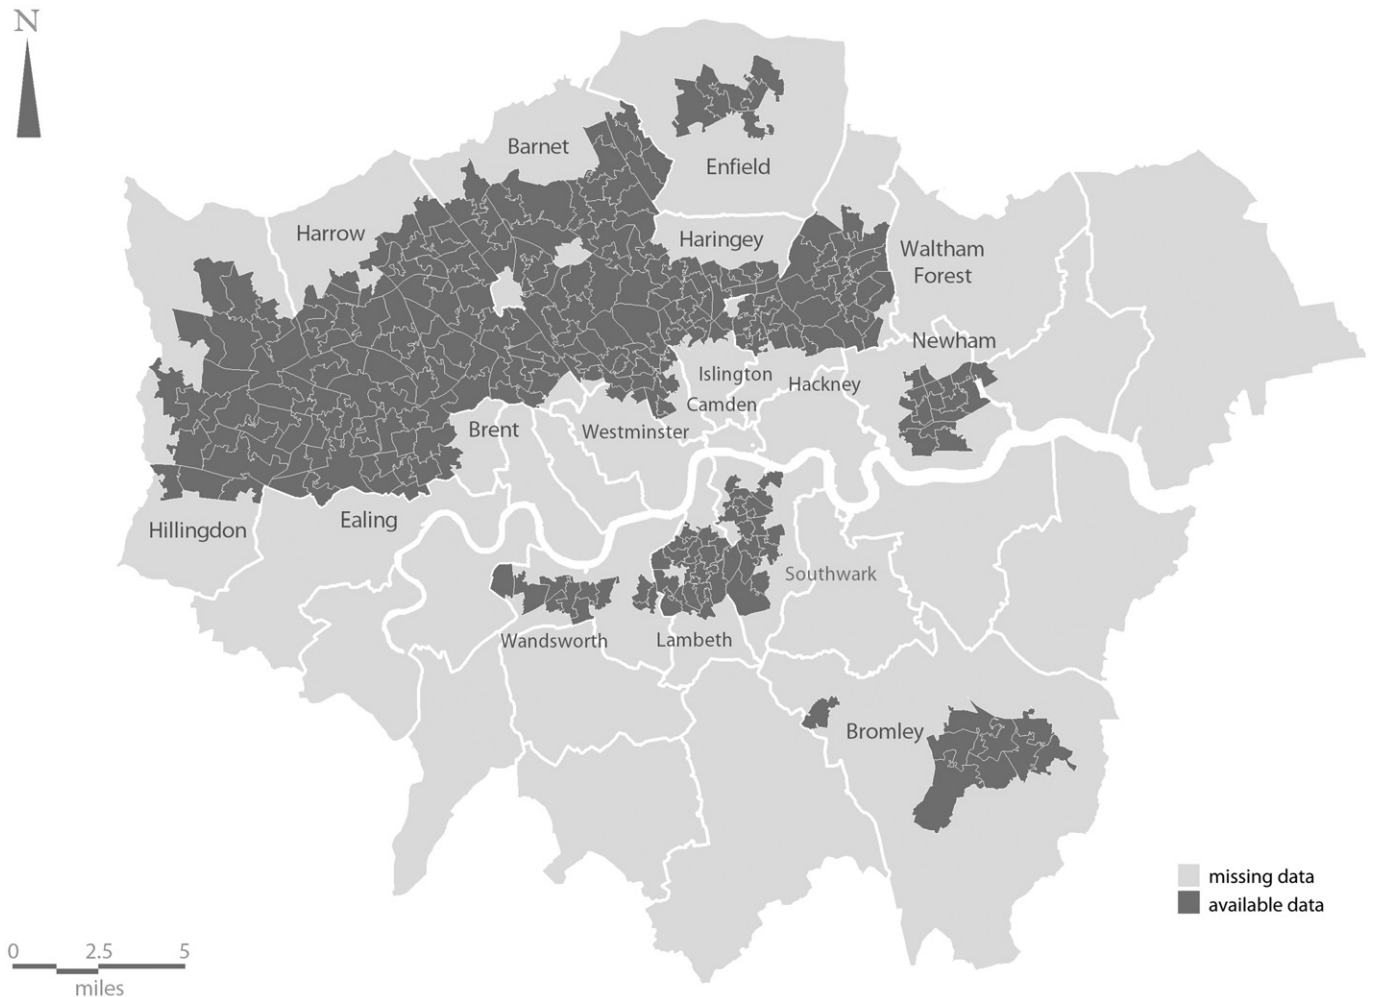 N
Barnet
Enfield
Harrow
Haringey
Waltham
Forest
Newham
Islington
Hackney
Camden
Brent
Westminster
Hillingdon
Ealing
Southwark
Wandsworth
Lambeth
Bromley
missing data
available data
0 2.5 5
miles